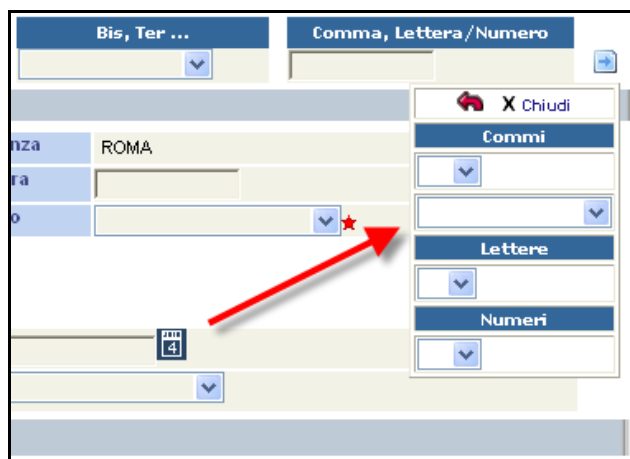 Bis, Ter ... Comma, Lettera/Numero
X Chiudi
Commi
nza ROMA
ra
o
Lettere
Numeri
4